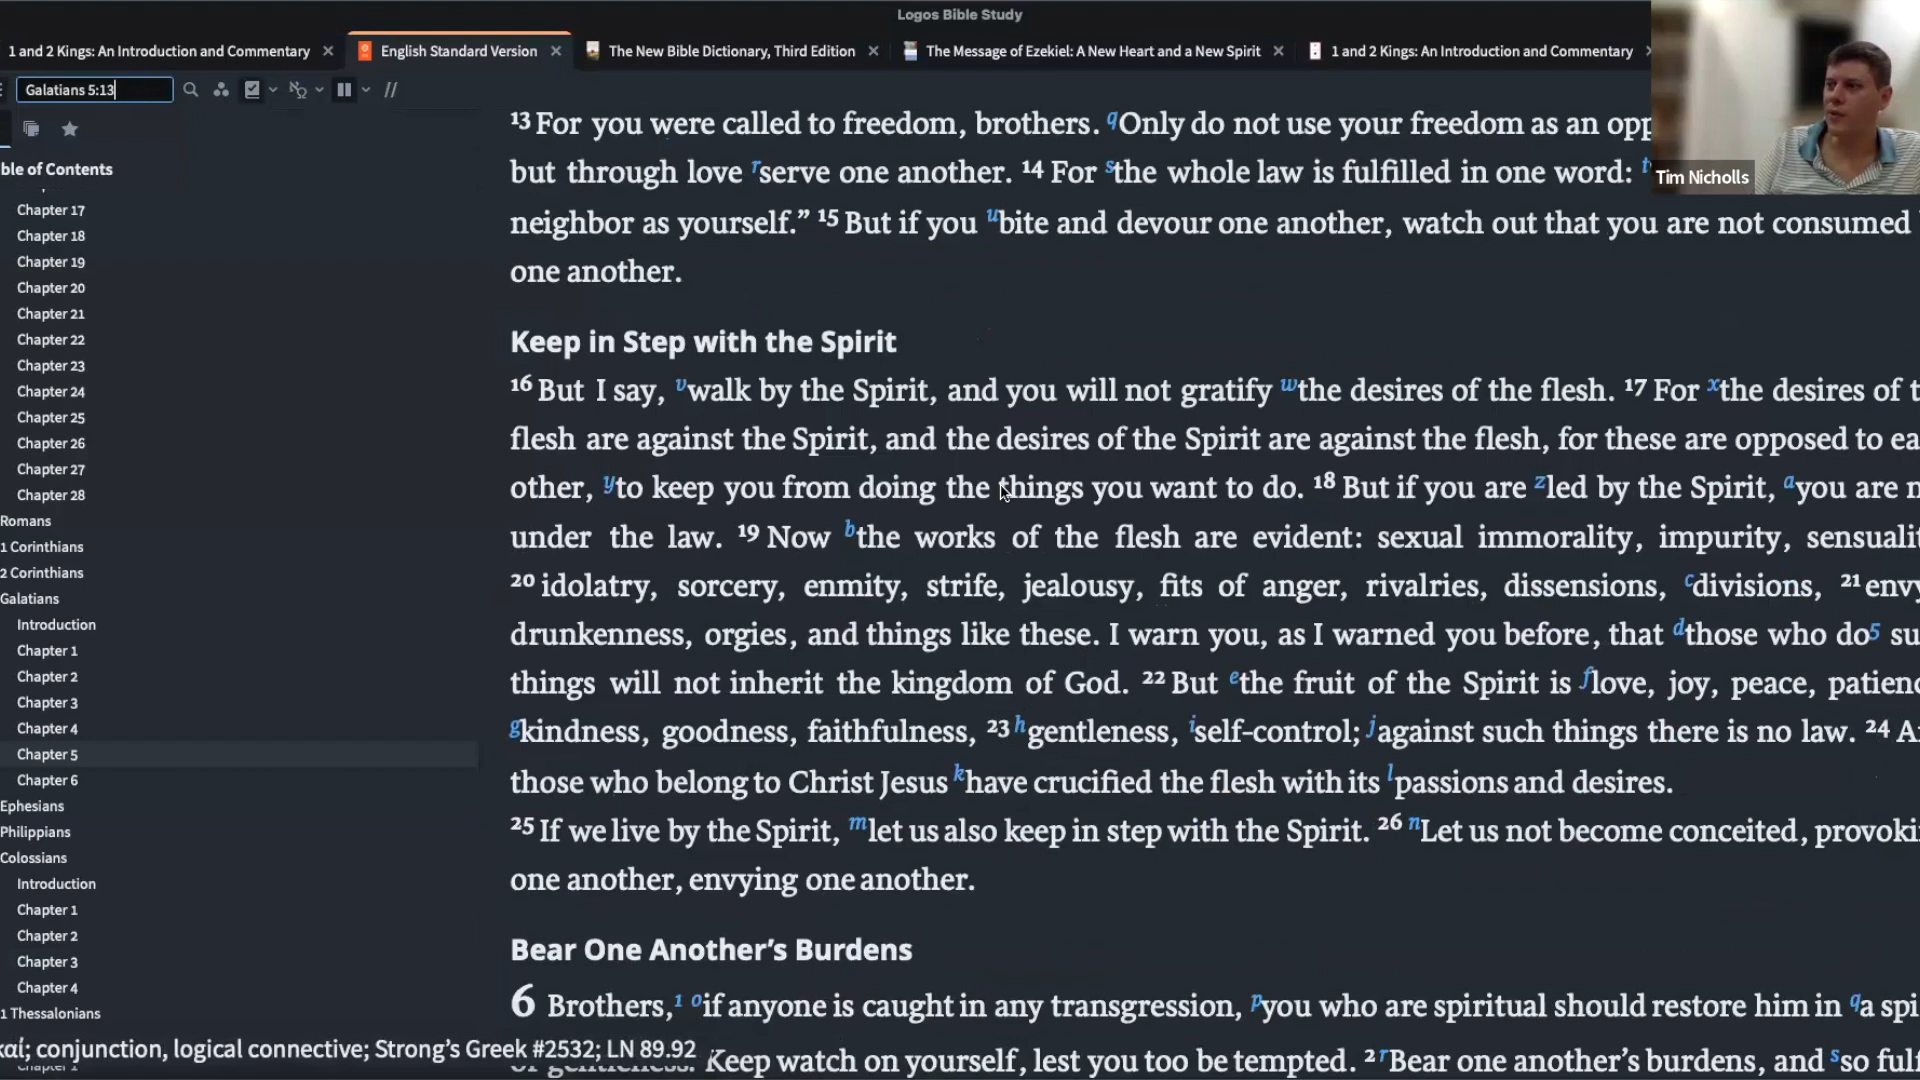 Logos Bible Study
1 and 2 Kings: An Introduction and Commentary
English Standard Version
The New Bible Dictionary, Third Edition
The Message of Ezekiel: A New Heart and a New Spirit
1 and 2 Kings: An Introduction and Commentary
Galatians 5:13
ble of Contents
Chapter 17
Chapter 18
Chapter 19
Chapter 20
Chapter 21
Chapter 22
Chapter 23
Chapter 24
Chapter 25
Chapter 26
Chapter 27
Chapter 28
Romans
1 Corinthians
2 Corinthians
Galatians
Introduction
Chapter 1
Chapter 2
Chapter 3
Chapter 4
Chapter 5
Chapter 6
Ephesians
Philippians
Colossians
Introduction
Chapter 1
Chapter 2
Chapter 3
Chapter 4
1 Thessalonians
13 For you were called to freedom, brothers. q Only do not use your freedom as an opp
but through love r serve one another. 14 For s the whole law is fulfilled in one word: t
neighbor as yourself.” 15 But if you u bite and devour one another, watch out that you are not consumed
one another.
Keep in Step with the Spirit
16 But I say, v walk by the Spirit, and you will not gratify w the desires of the flesh. 17 For x the desires of t
flesh are against the Spirit, and the desires of the Spirit are against the flesh, for these are opposed to ea
other, y to keep you from doing the things you want to do. 18 But if you are z led by the Spirit, a you are n
under the law. 19 Now b the works of the flesh are evident: sexual immorality, impurity, sensualit
20 idolatry, sorcery, enmity, strife, jealousy, fits of anger, rivalries, dissensions, c divisions, 21 envy
drunkenness, orgies, and things like these. I warn you, as I warned you before, that d those who do 5 su
things will not inherit the kingdom of God. 22 But e the fruit of the Spirit is f love, joy, peace, patienc
g kindness, goodness, faithfulness, 23 h gentleness, i self-control; j against such things there is no law. 24 An
those who belong to Christ Jesus k have crucified the flesh with its l passions and desires.
25 If we live by the Spirit, m let us also keep in step with the Spirit. 26 n Let us not become conceited, provokin
one another, envying one another.
Bear One Another’s Burdens
6 Brothers, 1 o if anyone is caught in any transgression, p you who are spiritual should restore him in q a spi
of gentleness. Keep watch on yourself, lest you too be tempted. 2 r Bear one another’s burdens, and s so fulf
καί; conjunction, logical connective; Strong’s Greek #2532; LN 89.92
Chapter 1
Tim Nicholls